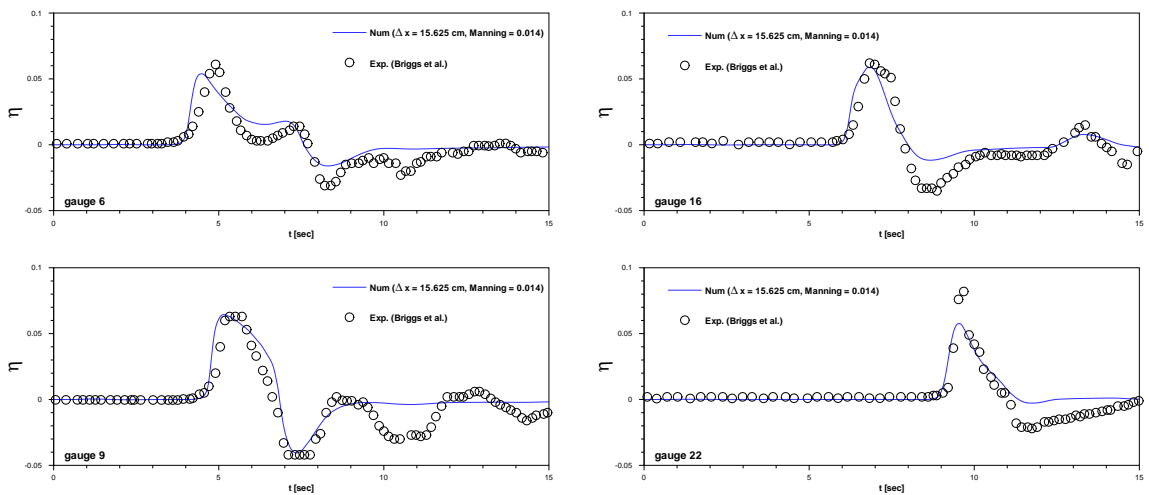 0.1
Num (Δ x = 15.625 cm, Manning = 0.014)
Exp. (Briggs et al.)
0.05
η
0
gauge 6
-0.05
0 5 10 15
t [sec]
0.1
Num (Δ x = 15.625 cm, Manning = 0.014)
Exp. (Briggs et al.)
0.05
η
0
gauge 16
-0.05
0 5 10 15
t [sec]
0.1
Num (Δ x = 15.625 cm, Manning = 0.014)
Exp. (Briggs et al.)
0.05
η
0
gauge 9
-0.05
0 5 10 15
t [sec]
0.1
Num (Δ x = 15.625 cm, Manning = 0.014)
Exp. (Briggs et al.)
0.05
η
0
gauge 22
-0.05
0 5 10 15
t [sec]